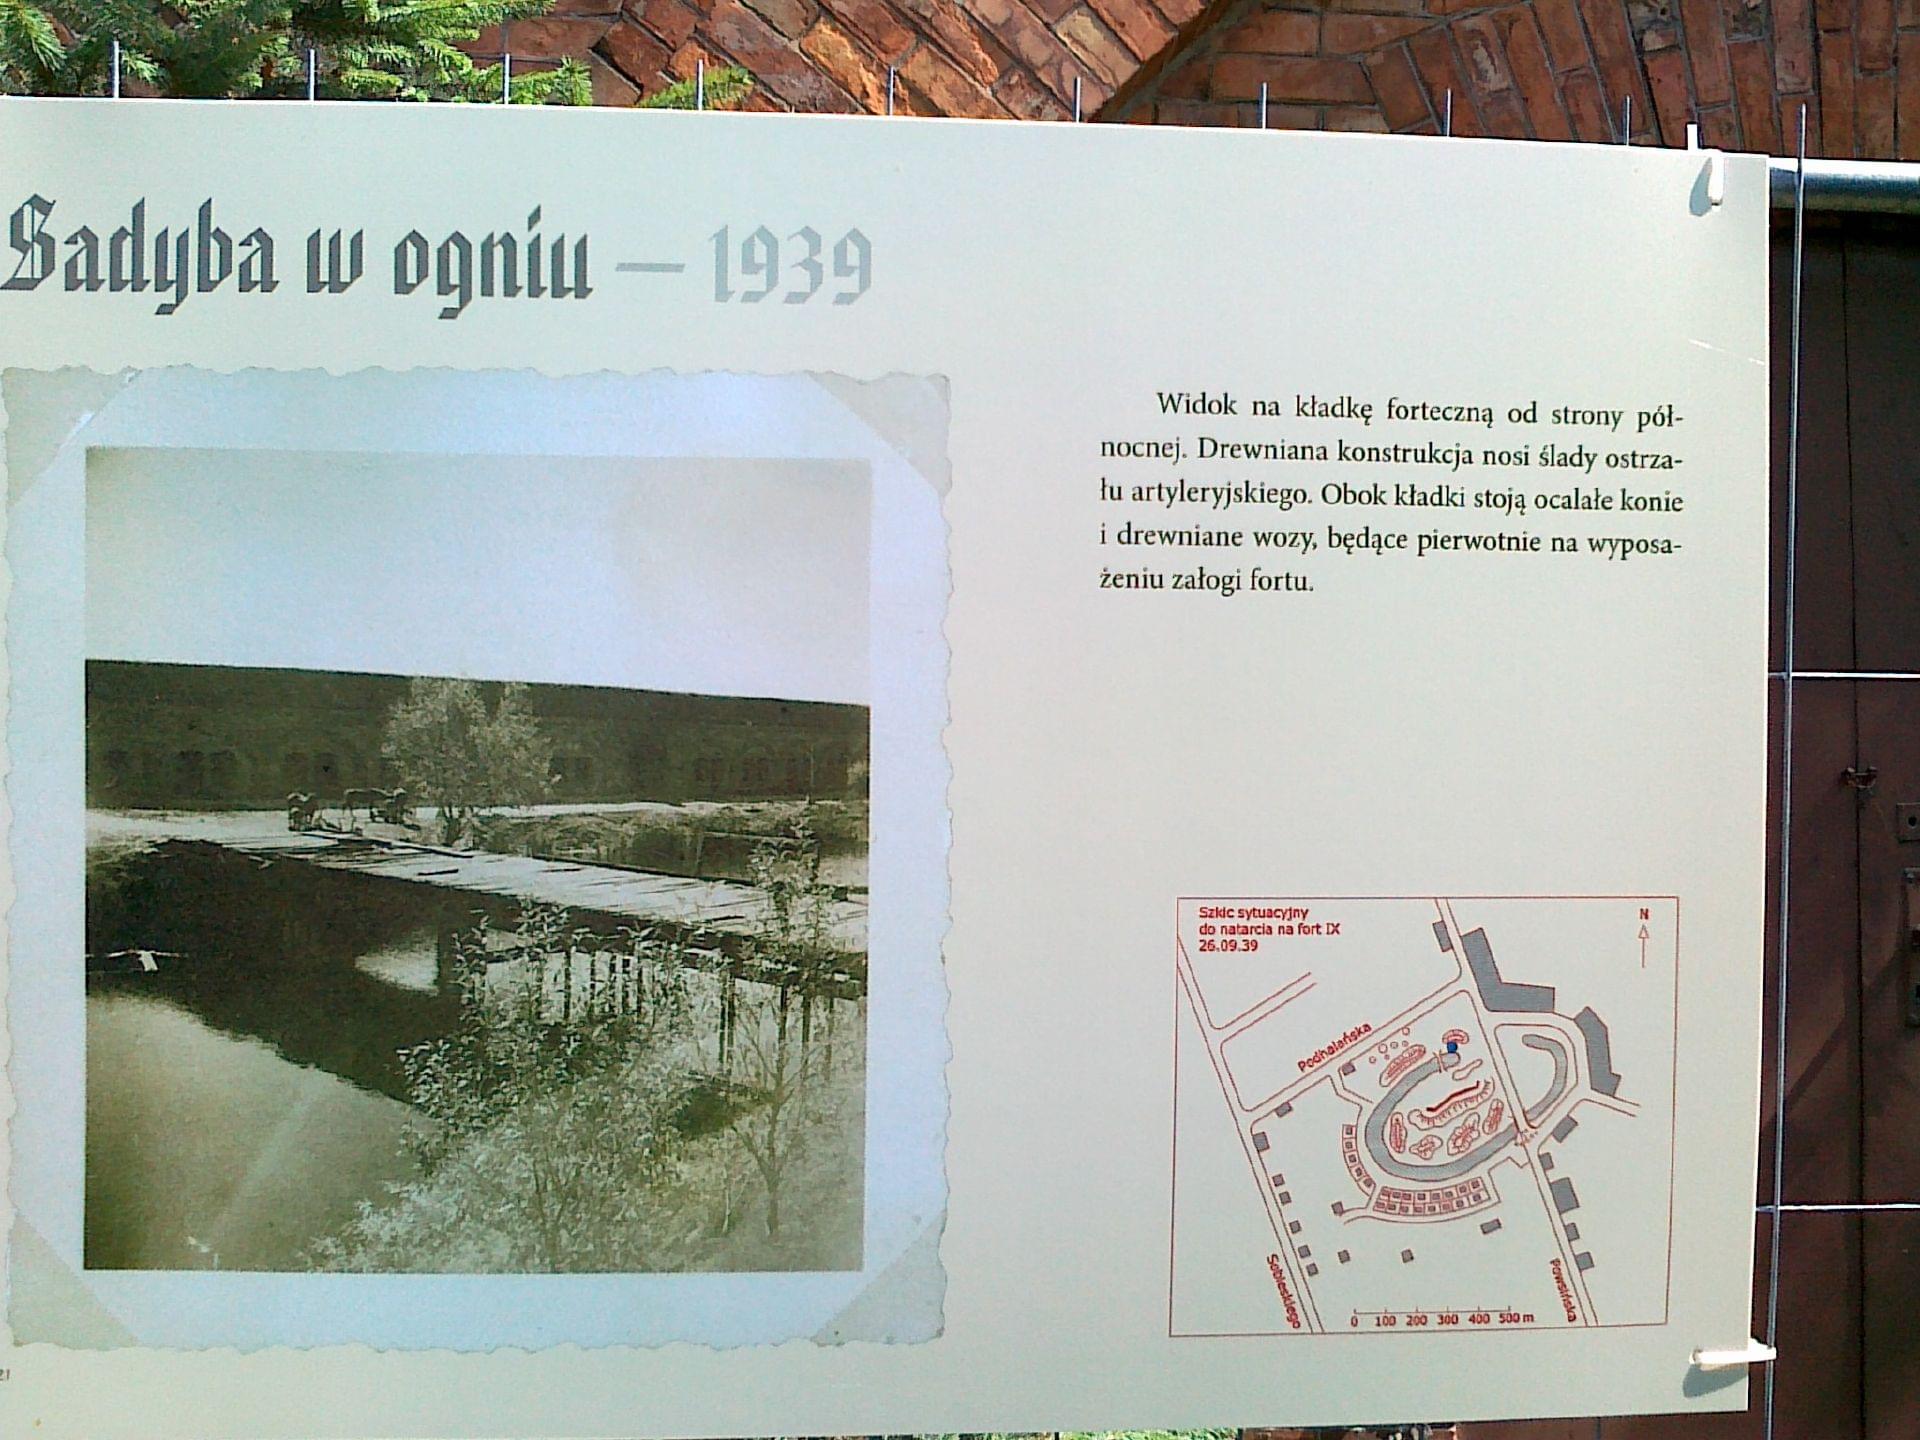 Sadyba w ogniu — 1939
Widok na kładkę forteczną od strony pół-
nocnej. Drewniana konstrukcja nosi ślady ostrza-
łu artyleryjskiego. Obok kładki stoją ocalałe konie
i drewniane wozy, będące pierwotnie na wyposa-
żeniu załogi fortu.
Szkic sytuacyjny
do natarcia na fort IX
26.09.39
N
Podhalańska
Sobieskiego
Powsińska
0 100 200 300 400 500 m
21